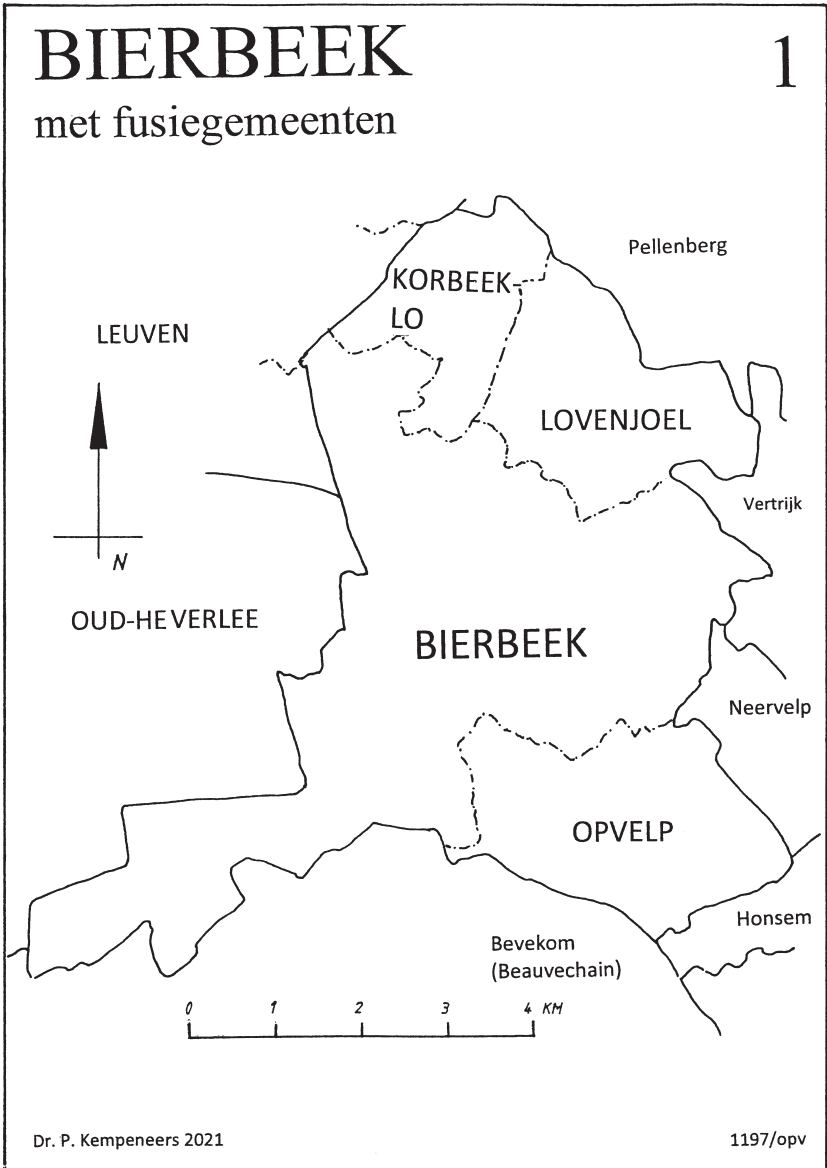 BIERBEEK
1
met fusiegemeenten
Pellenberg
KORBEEK-
LO
LEUVEN
LOVENJOEL
Vertrijk
N
OUD-HEVERLEE
BIERBEEK
Neervelp
OPVELP
Honsem
Bevekom
(Beauvechain)
0 1 2 3 4 KM
Dr. P. Kempeneers 2021
1197/opv